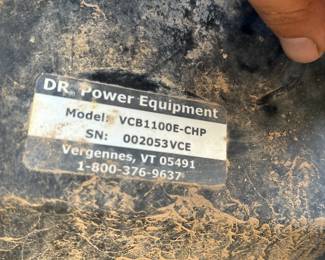 DR® Power Equipment
Model: VCB1100E-CHP
SN: 002053VCE
Vergennes, VT 05491
1-800-376-9637